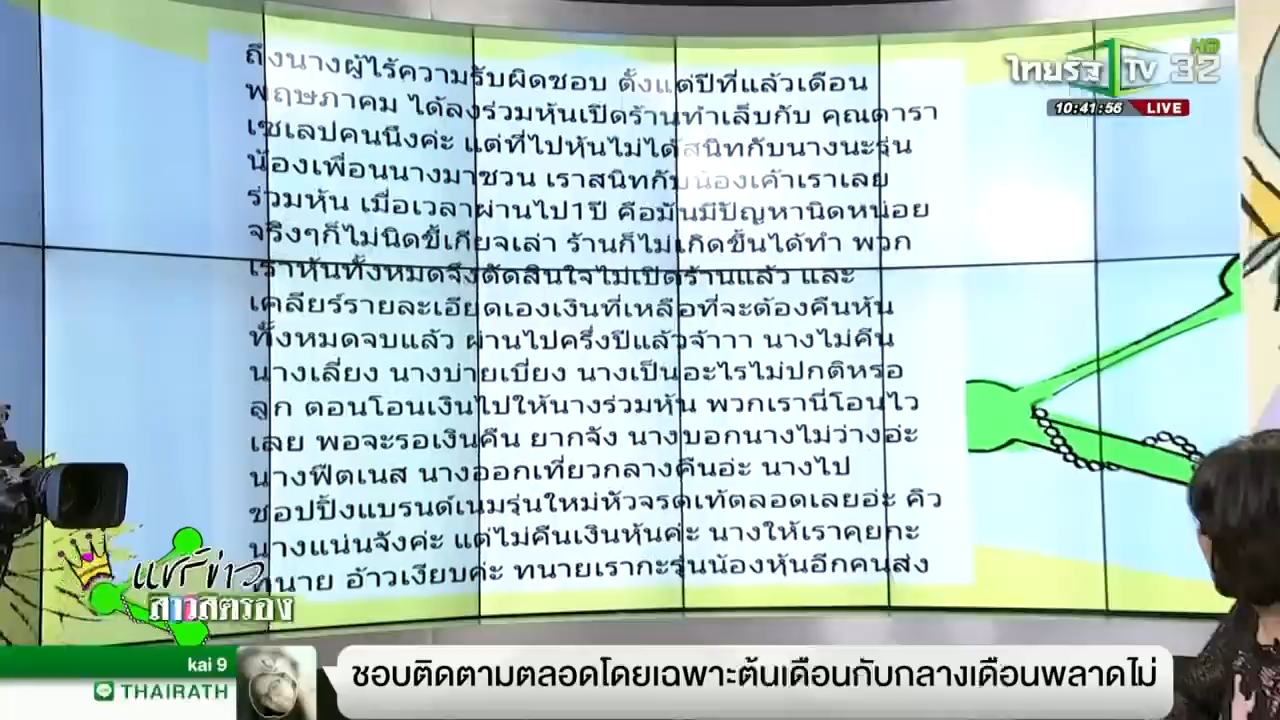 ถึงนางผู้ไร้ความรับผิดชอบ ตั้งแต่ปีที่แล้วเดือน
พฤษภาคม ได้ลงร่วมหุ้นเปิดร้านทำเล็บกับ คุณดารา
เซเลปคนนึงค่ะ แต่ที่ไปหุ้นไม่ได้สนิทกับนางนะรุ่น
น้องเพื่อนนางมาชวน เราสนิทกับน้องเค้าเราเลย
ร่วมหุ้น เมื่อเวลาผ่านไป1ปี คือมันมีปัญหานิดหน่อย
จริงๆก็ไม่นิดขี้เกียจเล่า ร้านก็ไม่เกิดขึ้นได้ทำ พวก
เราหุ้นทั้งหมดจึงตัดสินใจไม่เปิดร้านแล้ว และ
เคลียร์รายละเอียดเองเงินที่เหลือที่จะต้องคืนหุ้น
ทั้งหมดจบแล้ว ผ่านไปครึ่งปีแล้วจ้าาา นางไม่คืน
นางเลี่ยง นางบ่ายเบี่ยง นางเป็นอะไรไม่ปกติหรอ
ลูก ตอนโอนเงินไปให้นางร่วมหุ้น พวกเรานี่โอนไว
เลย พอจะรอเงินคืน ยากจัง นางบอกนางไม่ว่างอ่ะ
นางฟิตเนส นางออกเที่ยวกลางคืนอ่ะ นางไป
ชอปปิ้งแบรนด์เนมรุ่นใหม่หัวจรดเท้ตลอดเลยอ่ะ คิว
นางแน่นจังค่ะ แต่ไม่คืนเงินหุ้นค่ะ นางให้เราคุยกะ
ทนาย อ้าวเงียบค่ะ ทนายเรากะรุ่นน้องหุ้นอีกคนส่ง
ไทยรัฐ TV 32 HD
10:41:56 LIVE
แชร์ข่าว
สาวสตรอง
kai 9
THAIRATH
ชอบติดตามตลอดโดยเฉพาะต้นเดือนกับกลางเดือนพลาดไม่